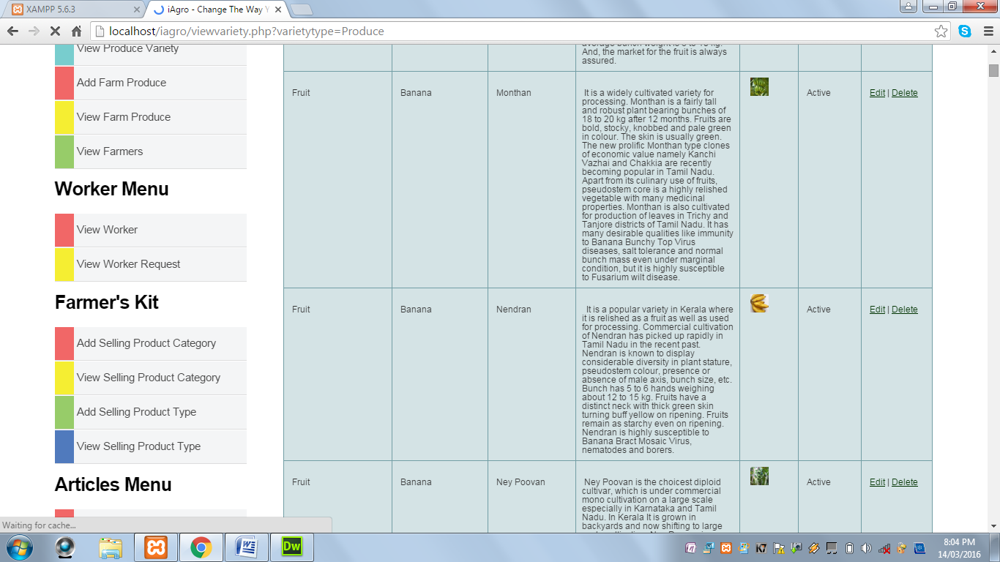 XAMPP 5.6.3
iAgro - Change The Way Y
localhost/iagro/viewvariety.php?varietytype=Produce
View Produce Variety
Add Farm Produce
View Farm Produce
View Farmers
Worker Menu
View Worker
View Worker Request
Farmer's Kit
Add Selling Product Category
View Selling Product Category
Add Selling Product Type
View Selling Product Type
Articles Menu
average bunch weight is
And, the market for the fruit is always
assured.
Fruit
Banana
Monthan
It is a widely cultivated variety for
processing. Monthan is a fairly tall
and robust plant bearing bunches of
18 to 20 kg after 12 months. Fruits are
bold, stocky, knobbed and pale green
in colour. The skin is usually green.
The new prolific Monthan type clones
of economic value namely Kanchi
Vazhai and Chakkia are recently
becoming popular in Tamil Nadu.
Apart from its culinary use of fruits,
pseudostem core is a highly relished
vegetable with many medicinal
properties. Monthan is also cultivated
for production of leaves in Trichy and
Tanjore districts of Tamil Nadu. It has
many desirable qualities like immunity
to Banana Bunchy Top Virus
diseases, salt tolerance and normal
bunch mass even under marginal
condition, but it is highly susceptible
to Fusarium wilt disease.
Active
Edit | Delete
Fruit
Banana
Nendran
It is a popular variety in Kerala where
it is relished as a fruit as well as used
for processing. Commercial cultivation
of Nendran has picked up rapidly in
Tamil Nadu in the recent past.
Nendran is known to display
considerable diversity in plant stature,
pseudostem colour, presence or
absence of male axis, bunch size, etc.
Bunch has 5 to 6 hands weighing
about 12 to 15 kg. Fruits have a
distinct neck with thick green skin
turning buff yellow on ripening. Fruits
remain as starchy even on ripening.
Nendran is highly susceptible to
Banana Bract Mosaic Virus,
nematodes and borers.
Active
Edit | Delete
Fruit
Banana
Ney Poovan
Ney Poovan is the choicest diploid
cultivar, which is under commercial
mono cultivation on a large scale
especially in Karnataka and Tamil
Nadu. In Kerala It is grown in
backyards and now shifting to large
Active
Edit | Delete
Waiting for cache...
Dw
K7
8:04 PM
14/03/2016